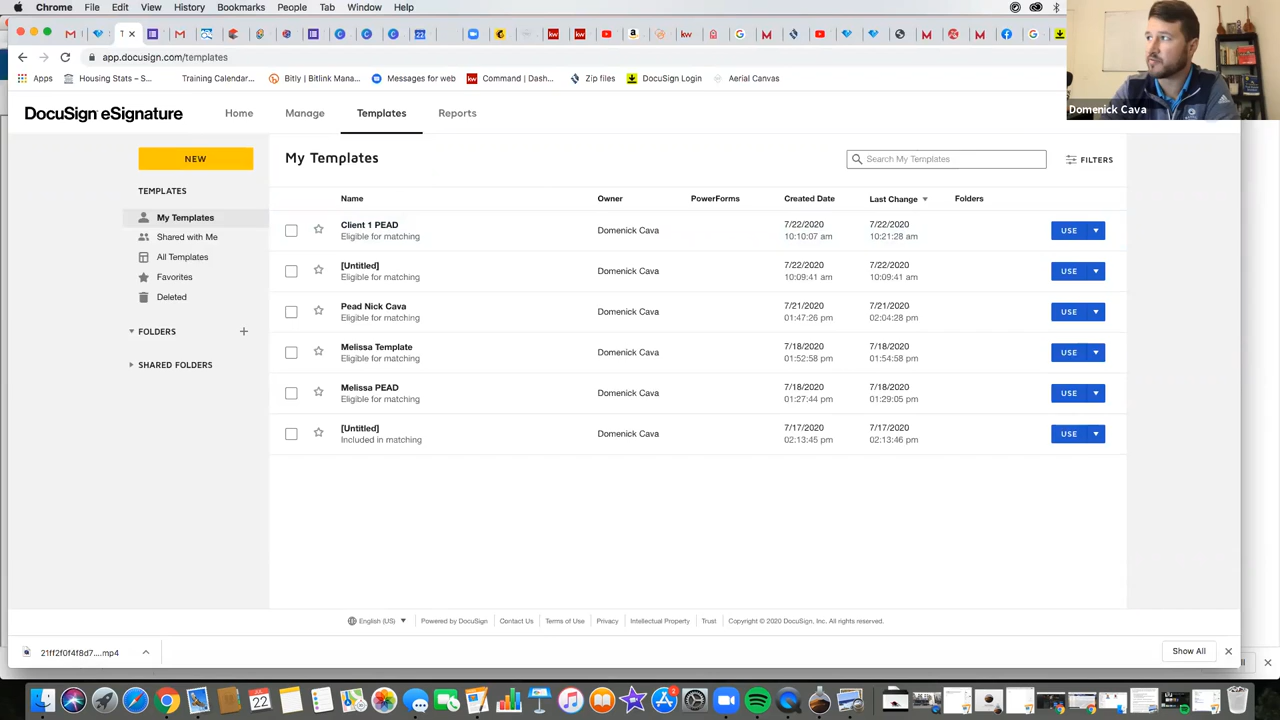 Chrome File Edit View History Bookmarks People Tab Window Help
T
app.docusign.com/templates
Apps Housing Stats – S... Training Calendar... Bitly | Bitlink Mana... Messages for web Command | Dash... Zip files DocuSign Login Aerial Canvas
Domenick Cava
DocuSign eSignature Home Manage Templates Reports
NEW
My Templates
Search My Templates
FILTERS
TEMPLATES
My Templates
Shared with Me
All Templates
Favorites
Deleted
FOLDERS
SHARED FOLDERS
Name Owner PowerForms Created Date Last Change Folders
Client 1 PEAD
Eligible for matching
Domenick Cava
7/22/2020
10:10:07 am
7/22/2020
10:21:28 am
USE
[Untitled]
Eligible for matching
Domenick Cava
7/22/2020
10:09:41 am
7/22/2020
10:09:41 am
USE
Pead Nick Cava
Eligible for matching
Domenick Cava
7/21/2020
01:47:26 pm
7/21/2020
02:04:28 pm
USE
Melissa Template
Eligible for matching
Domenick Cava
7/18/2020
01:52:58 pm
7/18/2020
01:54:58 pm
USE
Melissa PEAD
Eligible for matching
Domenick Cava
7/18/2020
01:27:44 pm
7/18/2020
01:29:05 pm
USE
[Untitled]
Included in matching
Domenick Cava
7/17/2020
02:13:45 pm
7/17/2020
02:13:46 pm
USE
English (US) Powered by DocuSign Contact Us Terms of Use Privacy Intellectual Property Trust Copyright © 2020 DocuSign, Inc. All rights reserved.
21ff2f0f4f8d7....mp4
Show All
22
2